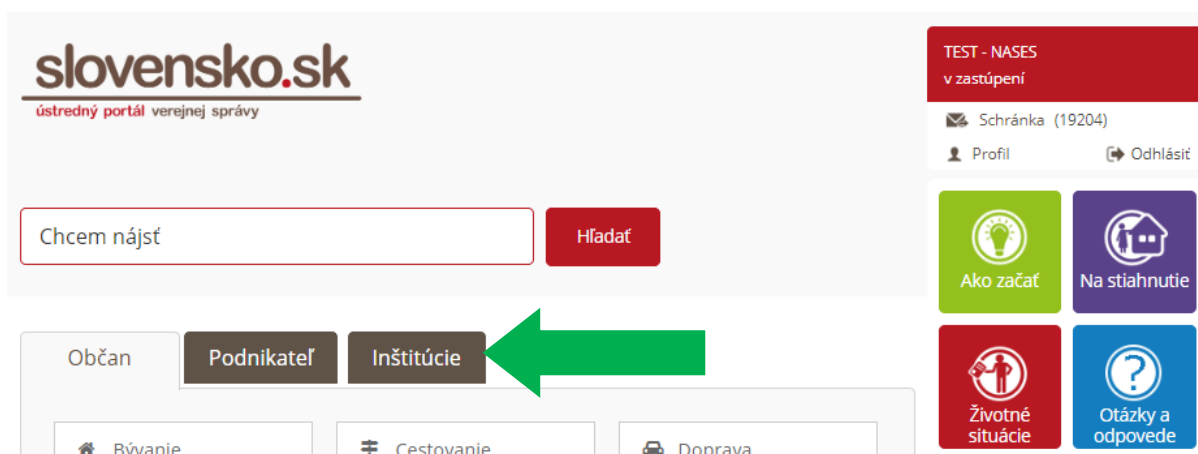 slovensko.sk
ústredný portál verejnej správy
TEST - NASES
v zastúpení
Schránka (19204)
Profil
Odhlásiť
Chcem nájsť
Hľadať
Ako začať
Na stiahnutie
Občan
Podnikateľ
Inštitúcie
Životné
situácie
Otázky a
odpovede
Bývanie
Cestovanie
Doprava